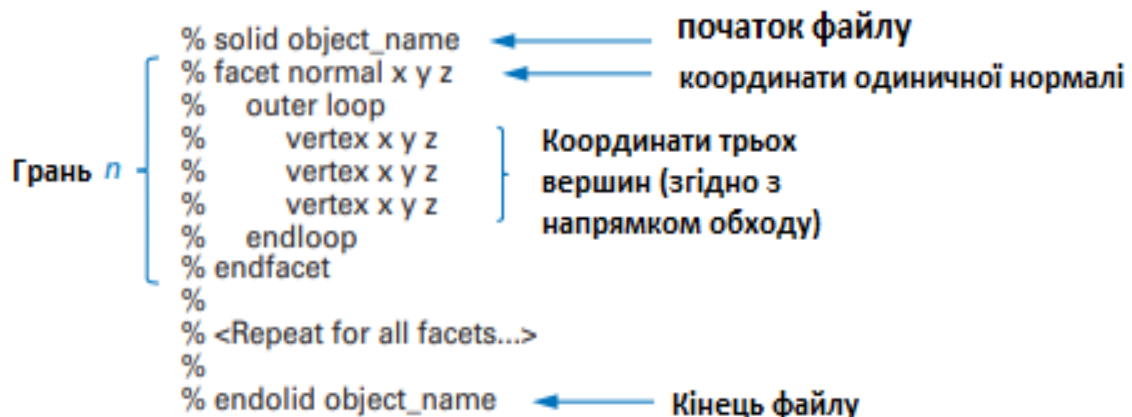 % solid object_name початок файлу
% facet normal x y z координати одиничної нормалі
% outer loop
% vertex x y z Координати трьох
Грань n % vertex x y z вершин (згідно з
% vertex x y z напрямком обходу)
% endloop
% endfacet
%
% <Repeat for all facets...>
%
% endolid object_name Кінець файлу